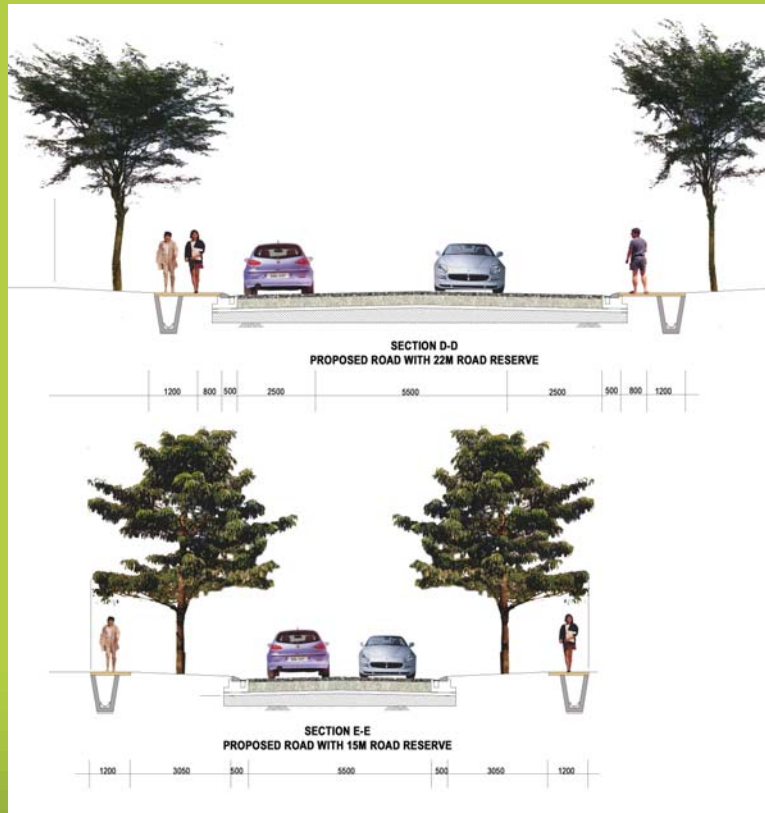 SECTION D-D
PROPOSED ROAD WITH 22M ROAD RESERVE
1200 800 500 2500 5500 2500 500 800 1200
SECTION E-E
PROPOSED ROAD WITH 15M ROAD RESERVE
1200 3050 500 5500 500 3050 1200